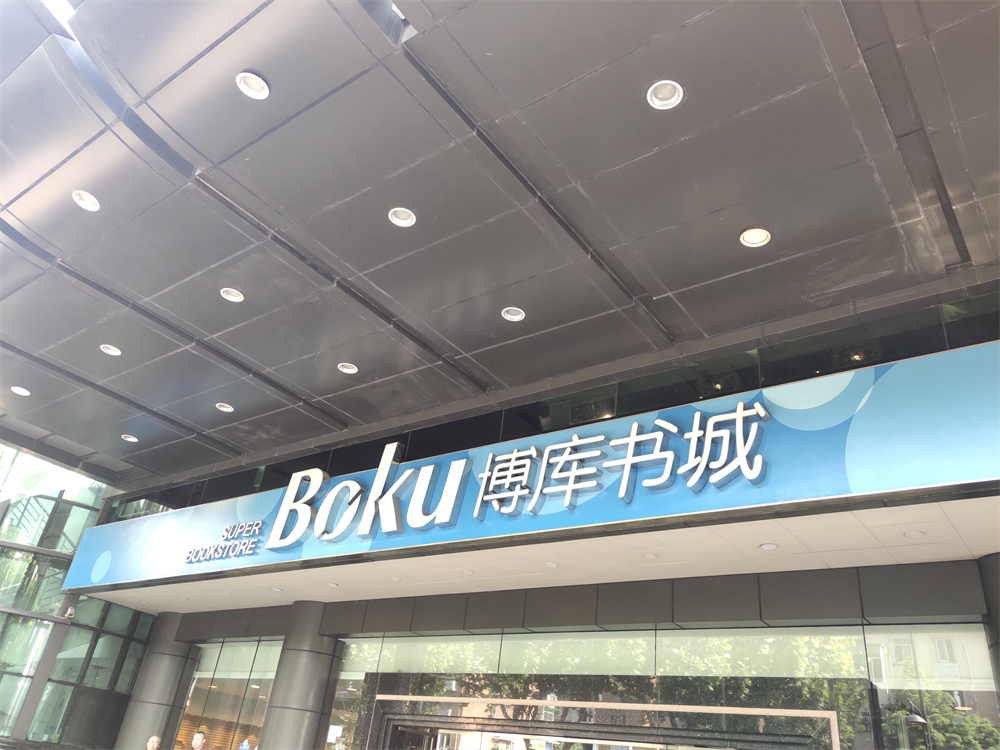 SUPER
BOOKSTORE
Boku 博库书城